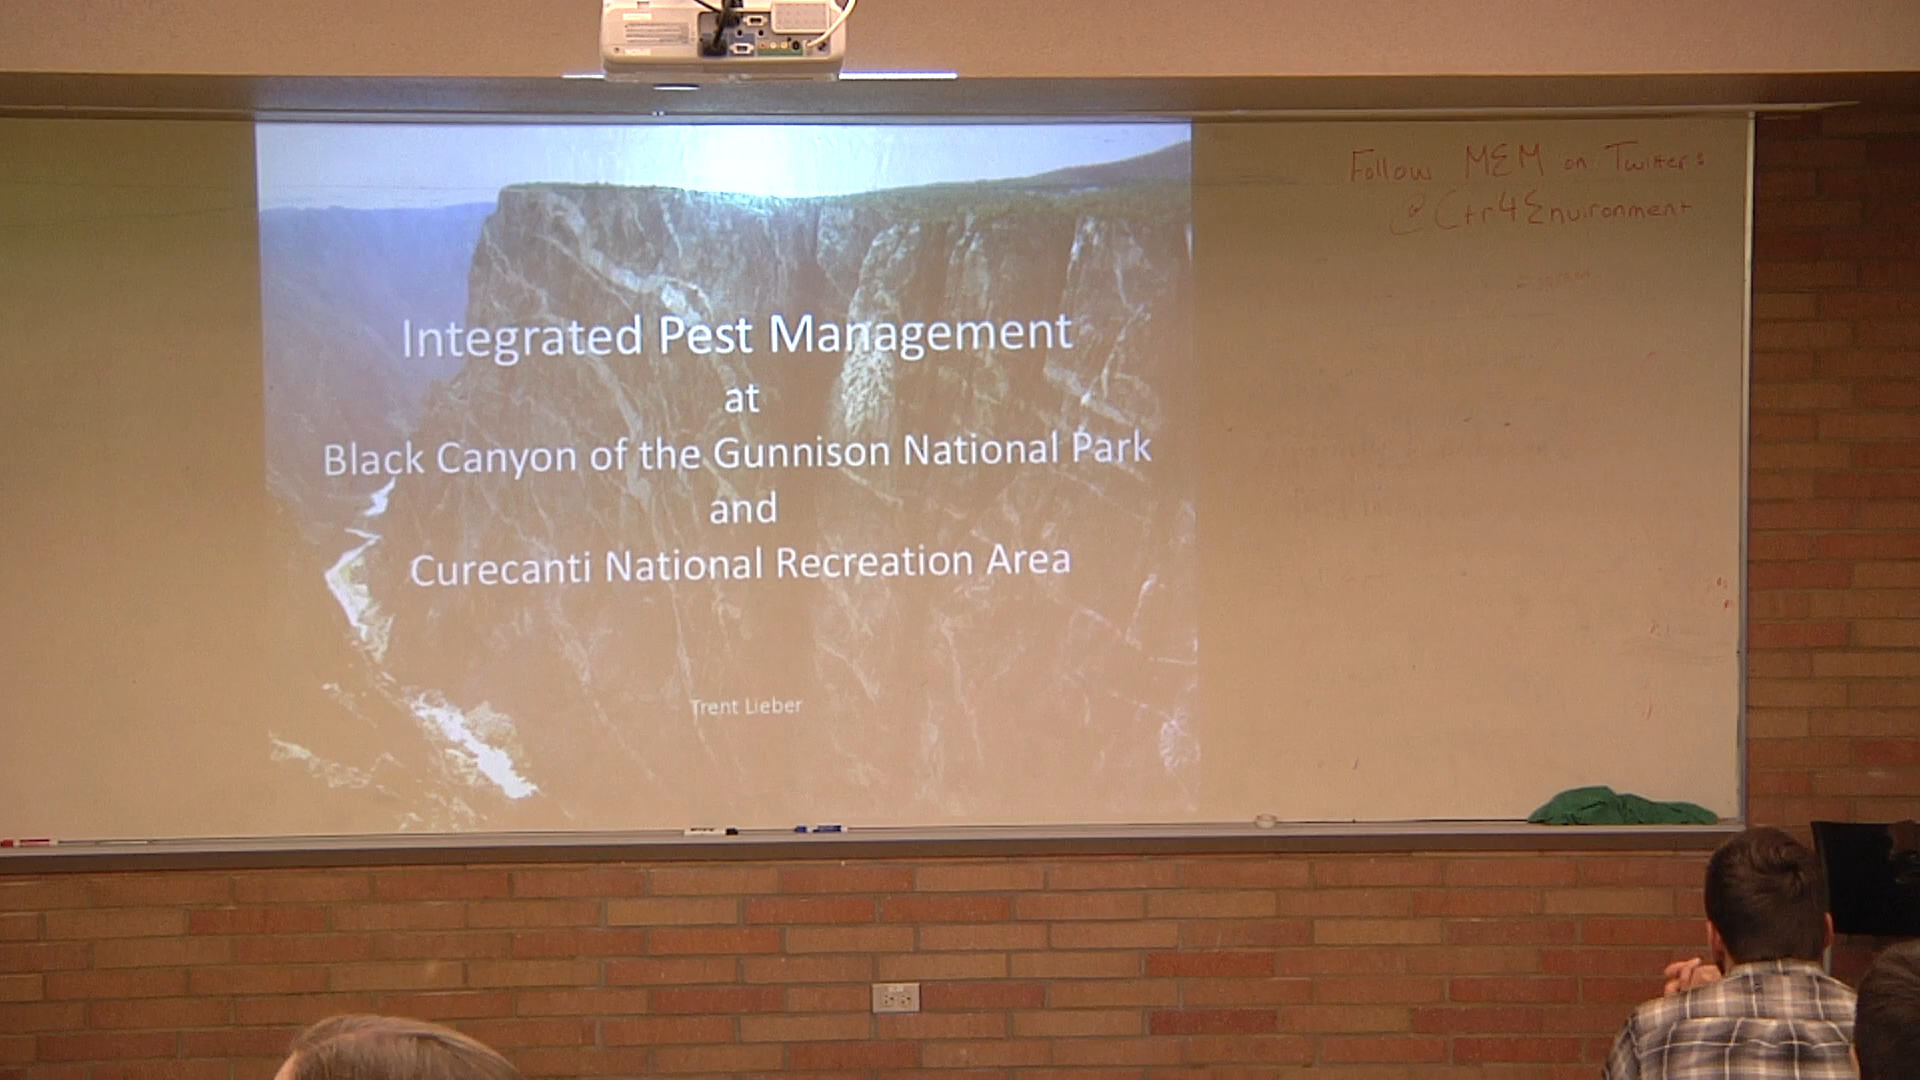 Follow MEM on Twitter:
@Ctr4Environment
Integrated Pest Management
at
Black Canyon of the Gunnison National Park
and
Curecanti National Recreation Area
Trent Lieber